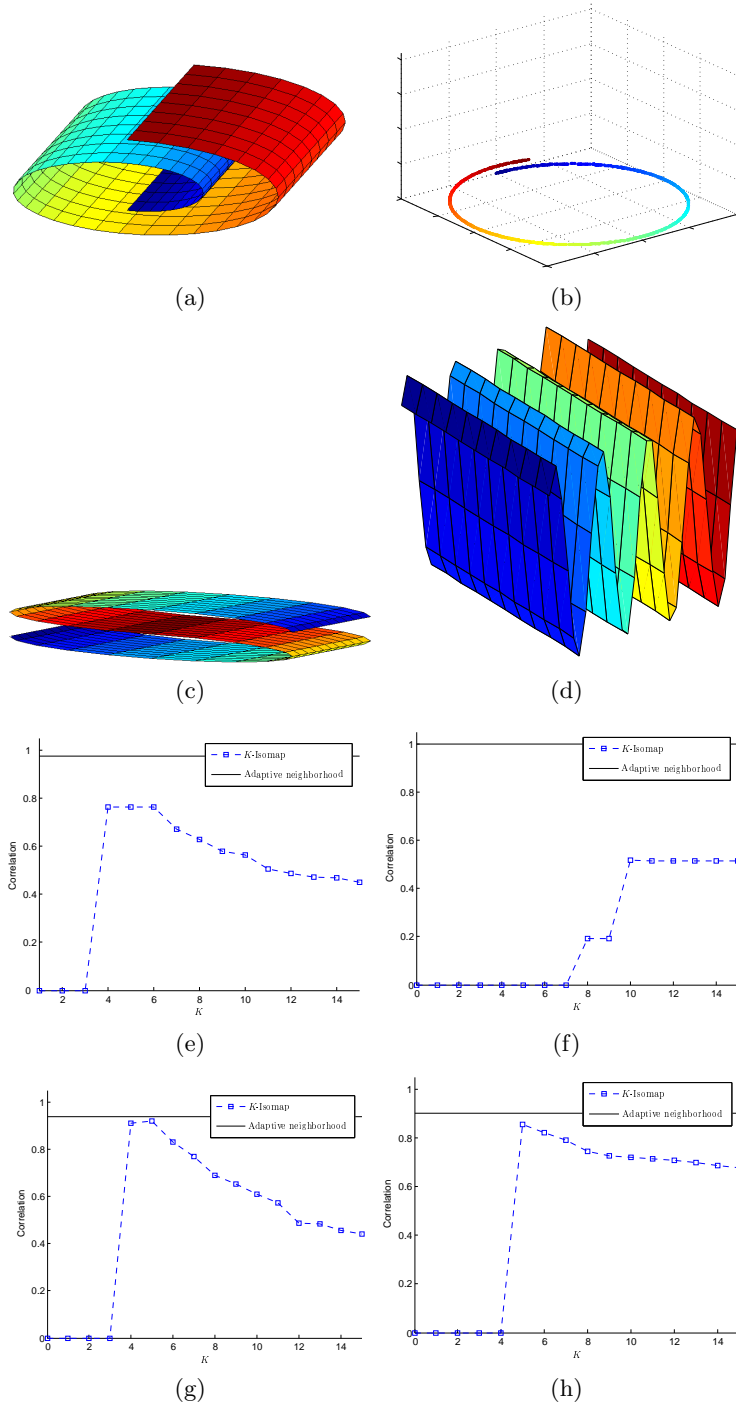 (a)
(b)
(c)
(d)
K-Isomap
Adaptive neighborhood
Correlation
1
0.8
0.6
0.4
0.2
0
2 4 6 8 10 12 14
K
(e)
K-Isomap
Adaptive neighborhood
Correlation
1
0.8
0.6
0.4
0.2
0
0 2 4 6 8 10 12 14
K
(f)
K-Isomap
Adaptive neighborhood
Correlation
1
0.8
0.6
0.4
0.2
0
0 2 4 6 8 10 12 14
K
(g)
K-Isomap
Adaptive neighborhood
Correlation
1
0.8
0.6
0.4
0.2
0
0 2 4 6 8 10 12 14
K
(h)